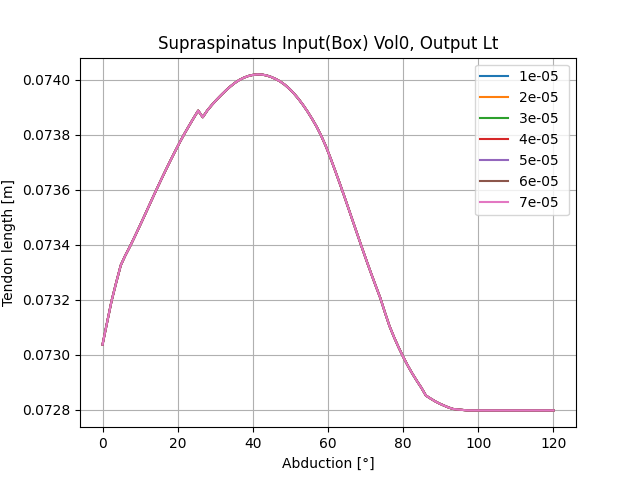 Supraspinatus Input(Box) Vol0, Output Lt
Tendon length [m]
0.0740
0.0738
0.0736
0.0734
0.0732
0.0730
0.0728
1e-05
2e-05
3e-05
4e-05
5e-05
6e-05
7e-05
0 20 40 60 80 100 120
Abduction [°]